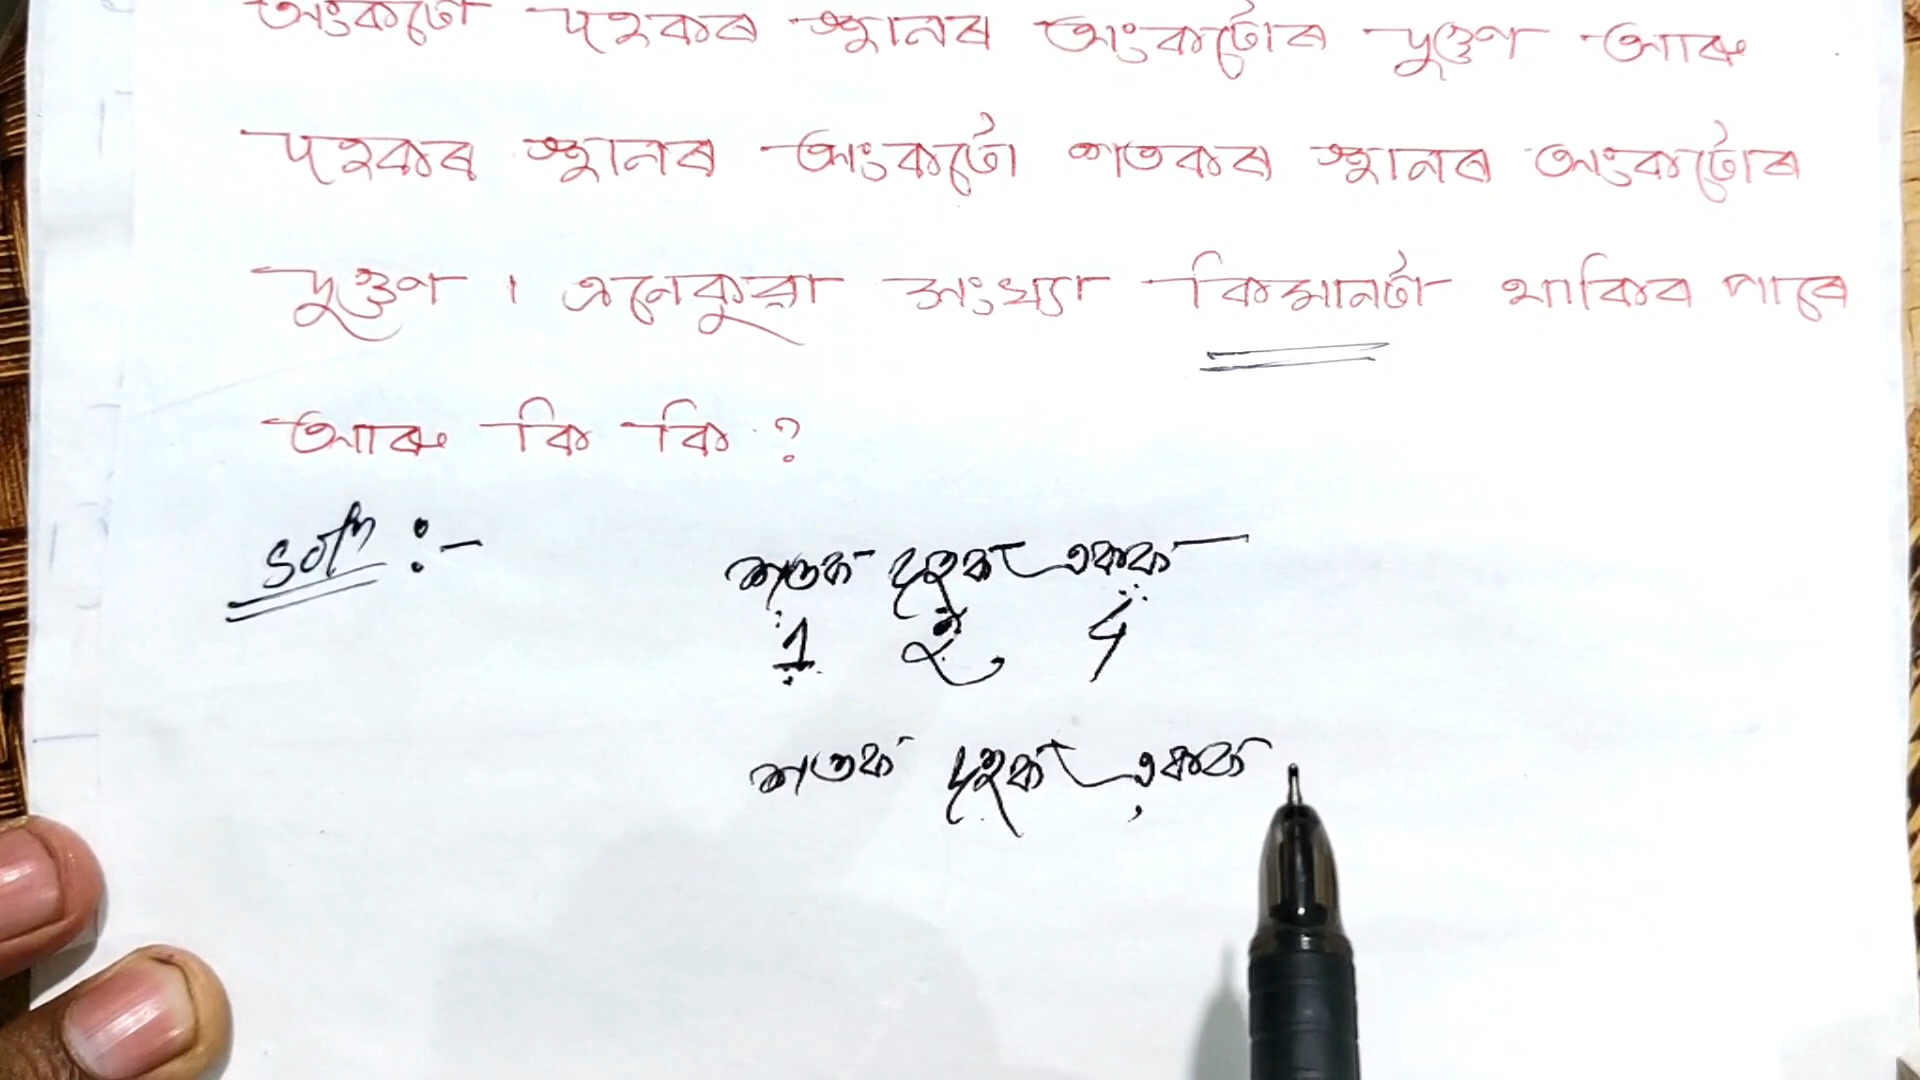 অংকটো দহকৰ স্থানৰ অংকটোৰ দুগুণ আৰু
দহকৰ স্থানৰ অংকটো শতকৰ স্থানৰ অংকটোৰ
দুগুণ । এনেকুৱা সংখ্যা কিমানটা থাকিব পাৰে
আৰু কি কি ?
Solⁿ :-
শতক দহক একক
1 2 4
শতক দহক একক